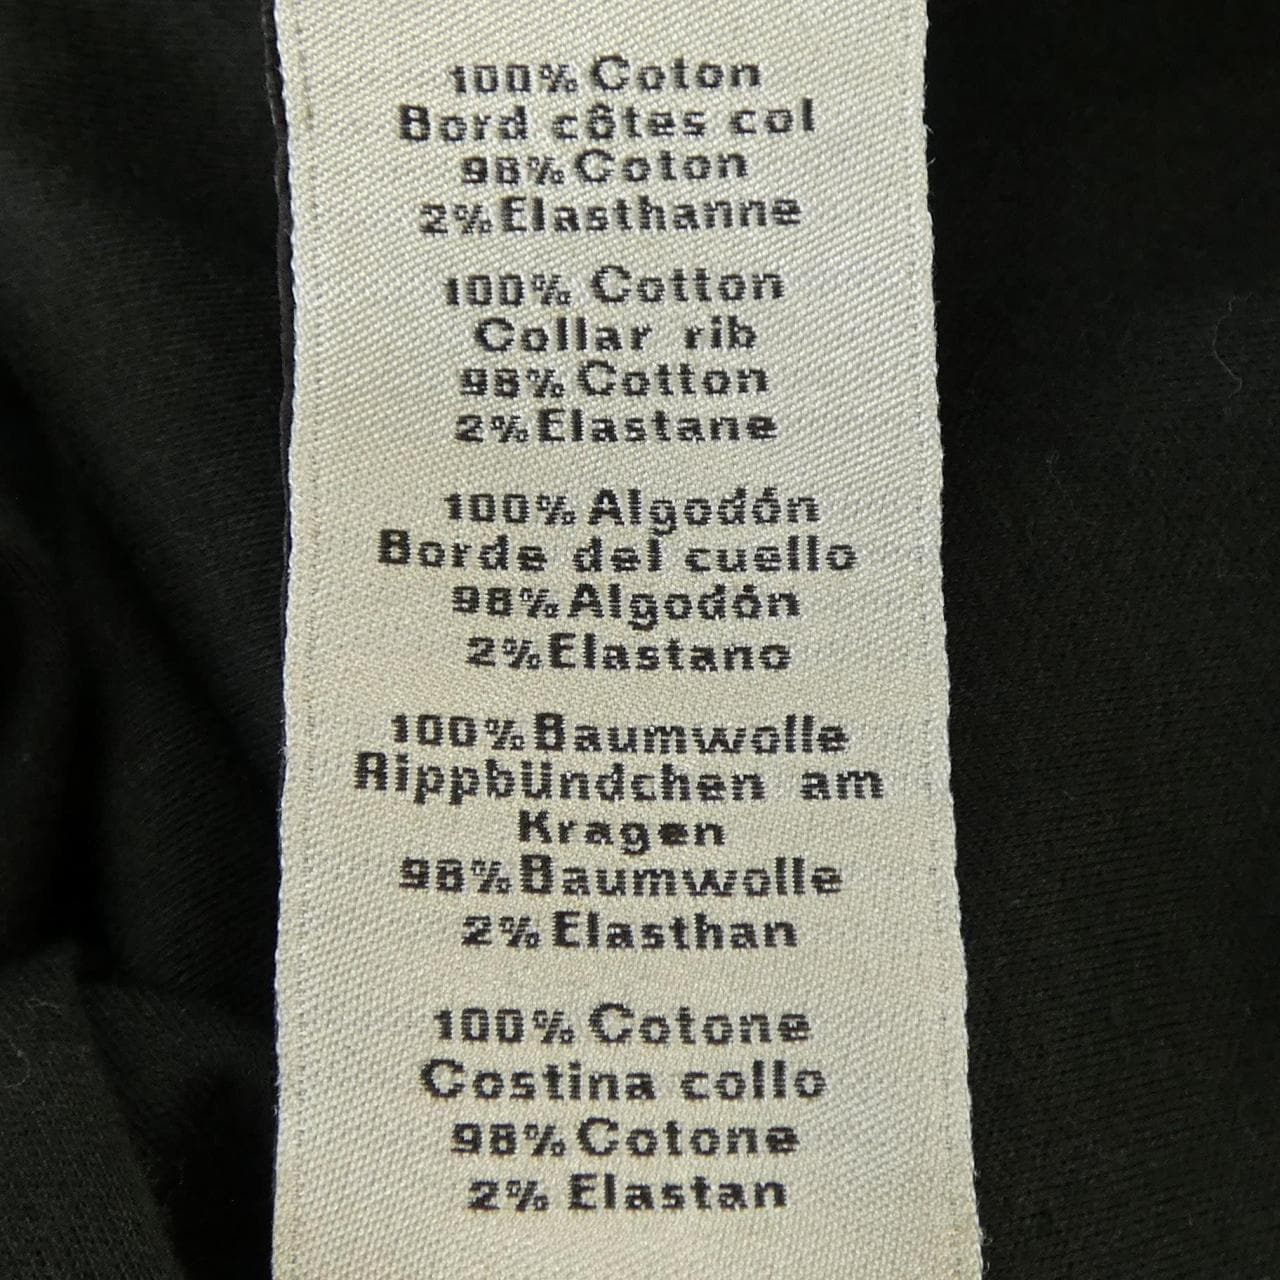 100% Coton
Bord côtes col
98% Coton
2% Elasthanne
100% Cotton
Collar rib
98% Cotton
2% Elastane
100% Algodón
Borde del cuello
98% Algodón
2% Elastano
100% Baumwolle
Rippbündchen am
Kragen
98% Baumwolle
2% Elasthan
100% Cotone
Costina collo
98% Cotone
2% Elastan